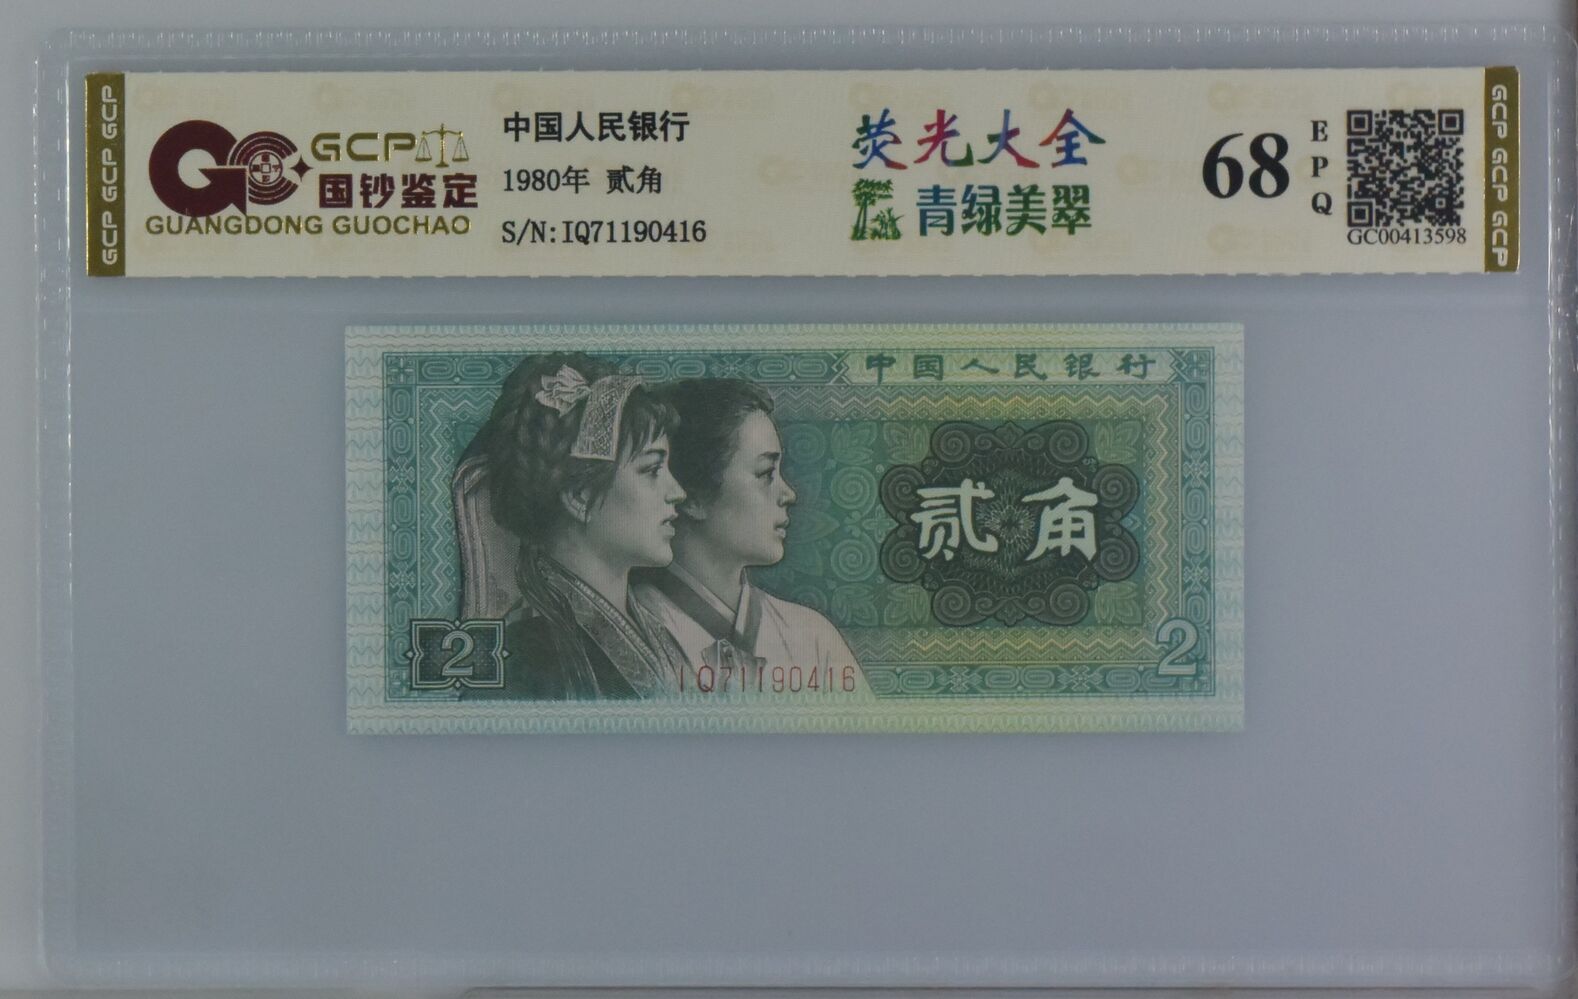 GCP GCP GCP
GCP
国钞鉴定
GUANGDONG GUOCHAO
中国人民银行
1980年 贰角
S/N:IQ71190416
荧光大全
青绿美翠
68
EPQ
GC00413598
GCP GCP GCP
中国人民银行
贰角
2
2
IQ71190416